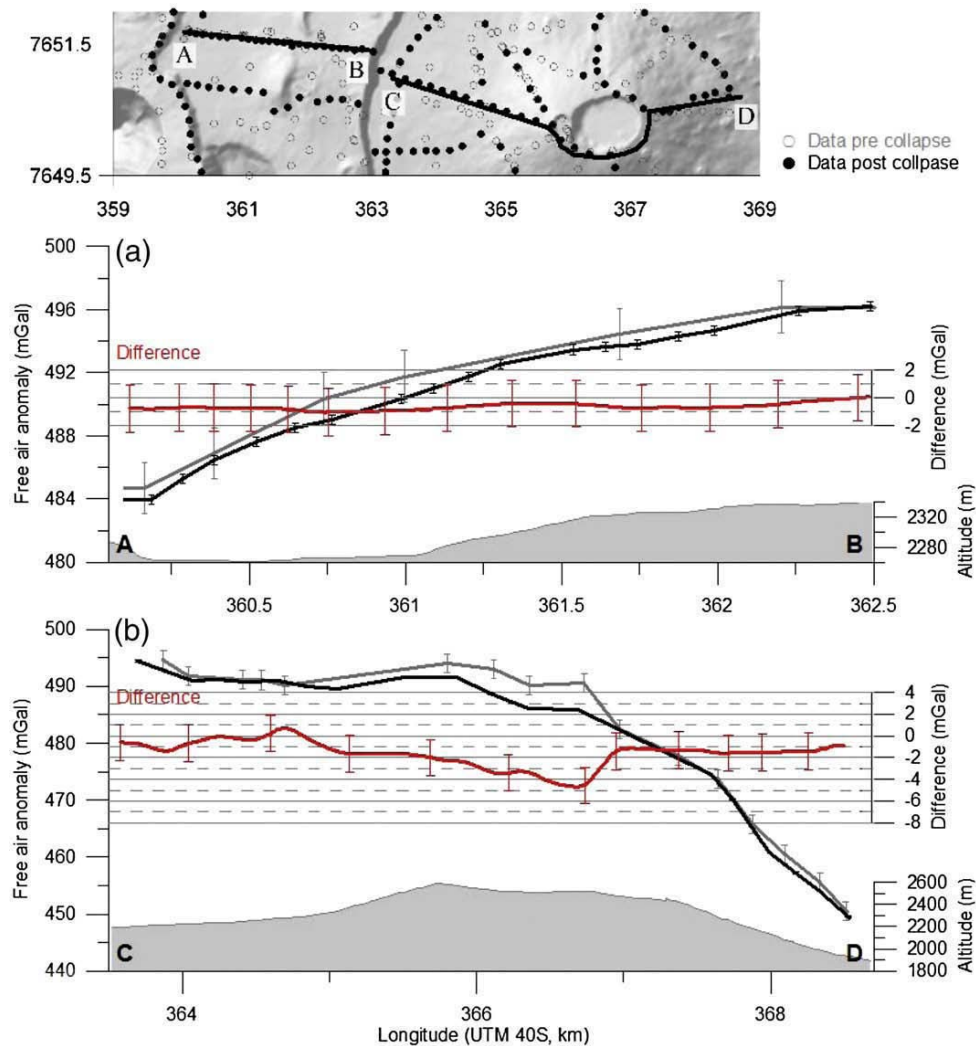 7651.5
A
B
C
D
7649.5
359
361
363
365
367
369
Data pre collapse
Data post collpase
(a)
500
496
492
488
484
480
Free air anomaly (mGal)
Difference
2
0
-2
Difference (mGal)
2320
2280
Altitude (m)
A
B
360.5
361
361.5
362
362.5
(b)
500
490
480
470
460
450
440
Free air anomaly (mGal)
Difference
4
2
0
-2
-4
-6
-8
Difference (mGal)
2600
2400
2200
2000
1800
Altitude (m)
C
D
364
366
368
Longitude (UTM 40S, km)